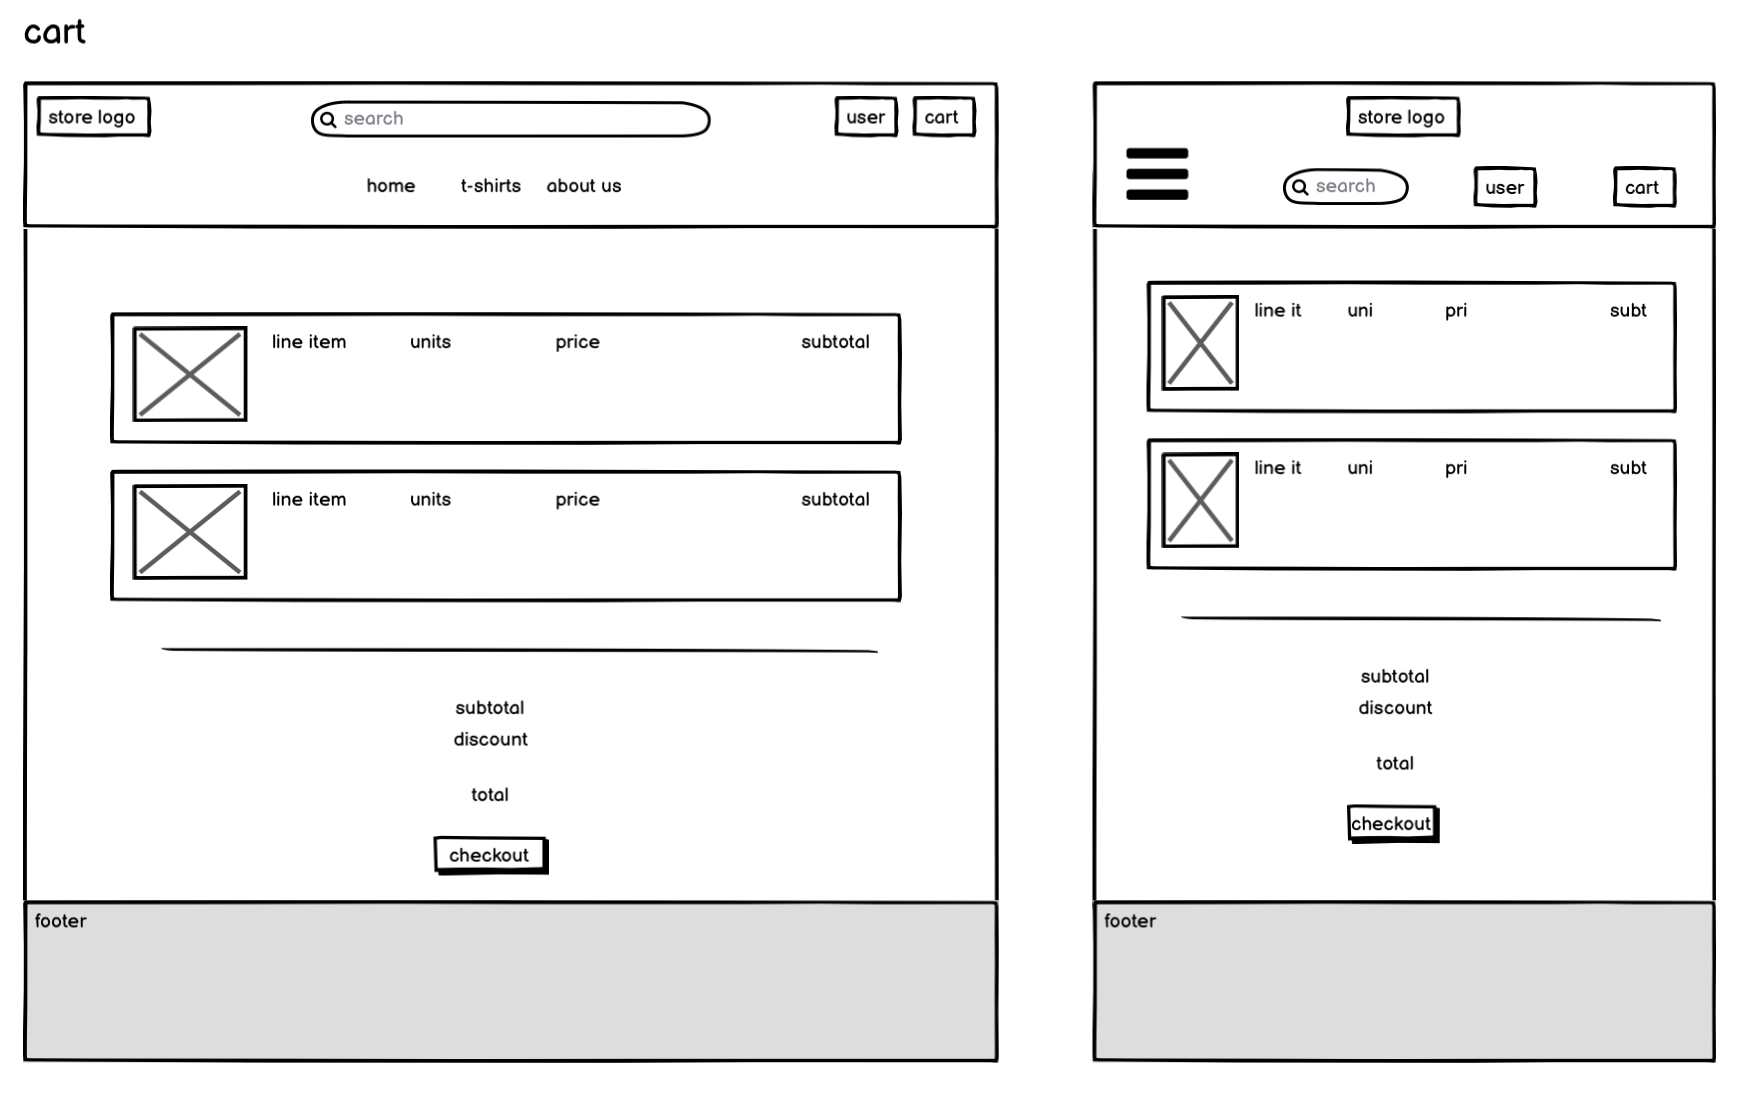 cart
store logo
search
user
cart
home
t-shirts
about us
line item
units
price
subtotal
line item
units
price
subtotal
subtotal
discount
total
checkout
footer
store logo
search
user
cart
line it
uni
pri
subt
line it
uni
pri
subt
subtotal
discount
total
checkout
footer